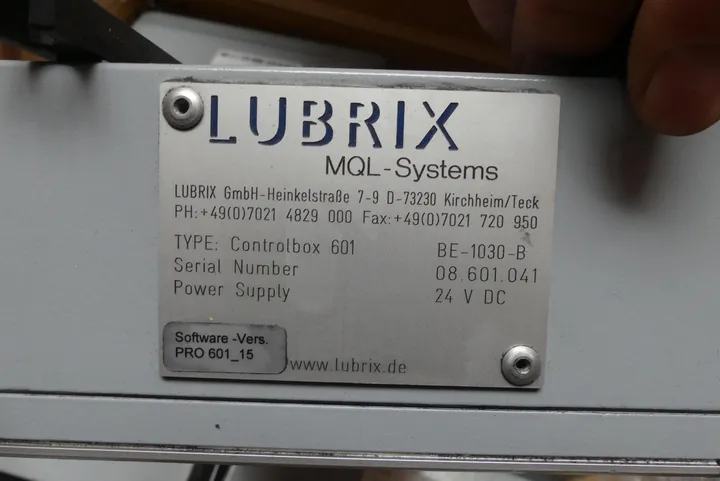 LUBRIX
MQL-Systems
LUBRIX GmbH-Heinkelstraße 7-9 D-73230 Kirchheim/Teck
PH:+49(0)7021 4829 000 Fax:+49(0)7021 720 950
TYPE: Controlbox 601 BE-1030-B
Serial Number 08.601.041
Power Supply 24 V DC
Software -Vers.
PRO 601_15
www.lubrix.de